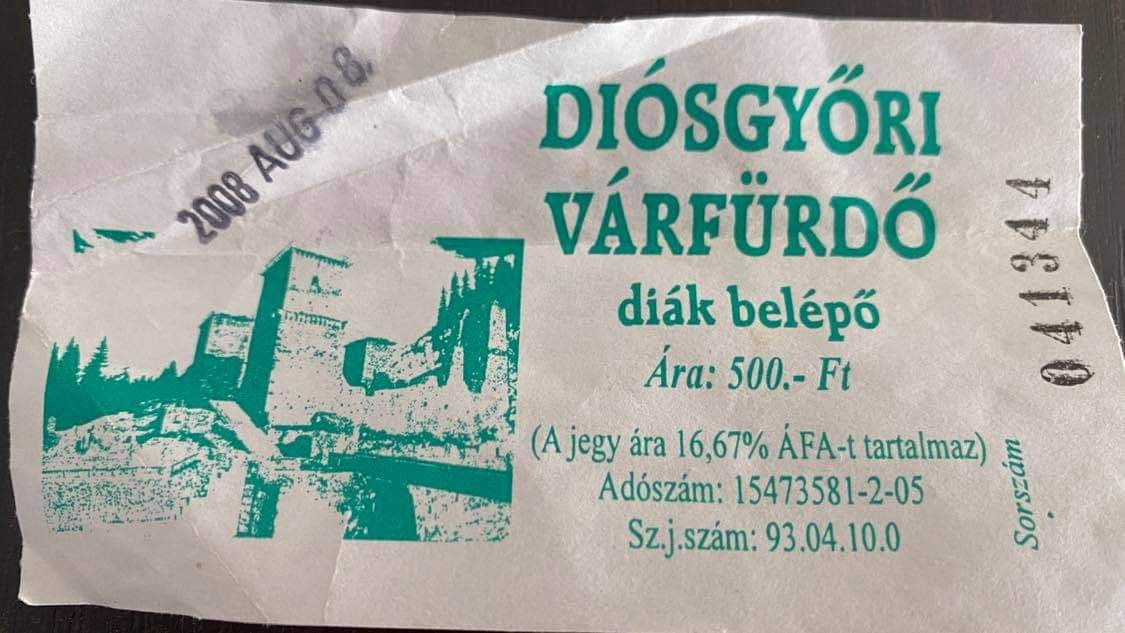 2008 AUG 08.
DIÓSGYŐRI
VÁRFÜRDŐ
diák belépő
Ára: 500.- Ft
(A jegy ára 16,67% ÁFA-t tartalmaz)
Adószám: 15473581-2-05
Sz.j.szám: 93.04.10.0
Sorszám
041344